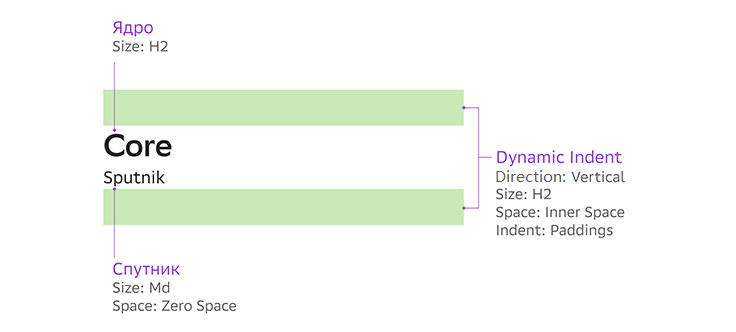 Ядро
Size: H2
Core
Sputnik
Dynamic Indent
Direction: Vertical
Size: H2
Space: Inner Space
Indent: Paddings
Спутник
Size: Md
Space: Zero Space